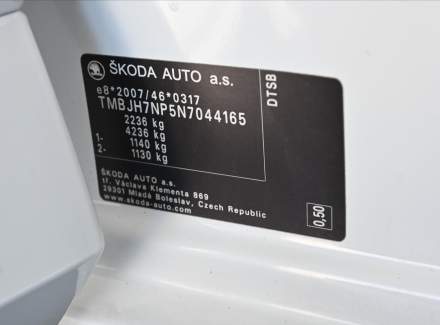 ŠKODA AUTO a.s.
e8*2007/46*0317
TMBJH7NP5N7044165
2236 kg
4236 kg
1- 1140 kg
2- 1130 kg
DTSB
ŠKODA AUTO a.s.
tř. Václava Klementa 869
29301 Mladá Boleslav, Czech Republic
www.skoda-auto.com
0,50